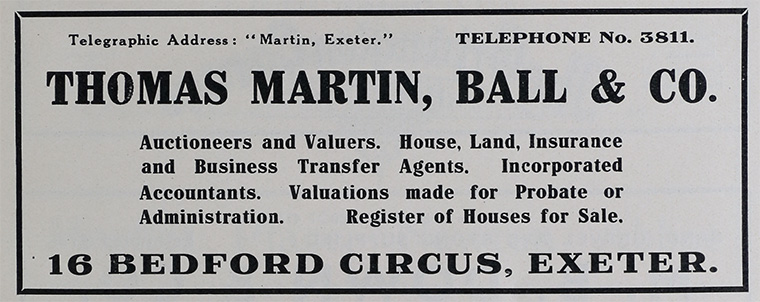 Telegraphic Address: "Martin, Exeter." TELEPHONE No. 3811.
THOMAS MARTIN, BALL & CO.
Auctioneers and Valuers. House, Land, Insurance
and Business Transfer Agents. Incorporated
Accountants. Valuations made for Probate or
Administration. Register of Houses for Sale.
16 BEDFORD CIRCUS, EXETER.